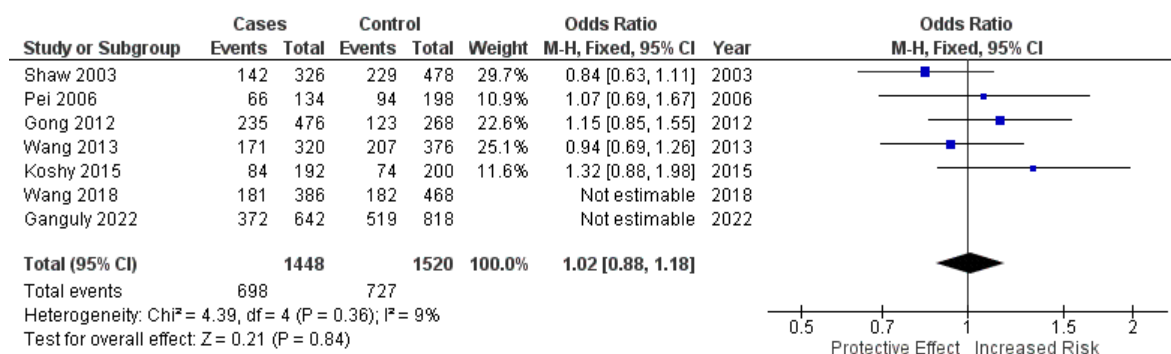 Cases Control Odds Ratio Odds Ratio
Study or Subgroup Events Total Events Total Weight M-H, Fixed, 95% CI Year M-H, Fixed, 95% CI
Shaw 2003 142 326 229 478 29.7% 0.84 [0.63, 1.11] 2003
Pei 2006 66 134 94 198 10.9% 1.07 [0.69, 1.67] 2006
Gong 2012 235 476 123 268 22.6% 1.15 [0.85, 1.55] 2012
Wang 2013 171 320 207 376 25.1% 0.94 [0.69, 1.26] 2013
Koshy 2015 84 192 74 200 11.6% 1.32 [0.88, 1.98] 2015
Wang 2018 181 386 182 468 Not estimable 2018
Ganguly 2022 372 642 519 818 Not estimable 2022
Total (95% CI) 1448 1520 100.0% 1.02 [0.88, 1.18]
Total events 698 727
Heterogeneity: Chi² = 4.39, df = 4 (P = 0.36); I² = 9%
Test for overall effect: Z = 0.21 (P = 0.84)
0.5 0.7 1 1.5 2
Protective Effect Increased Risk